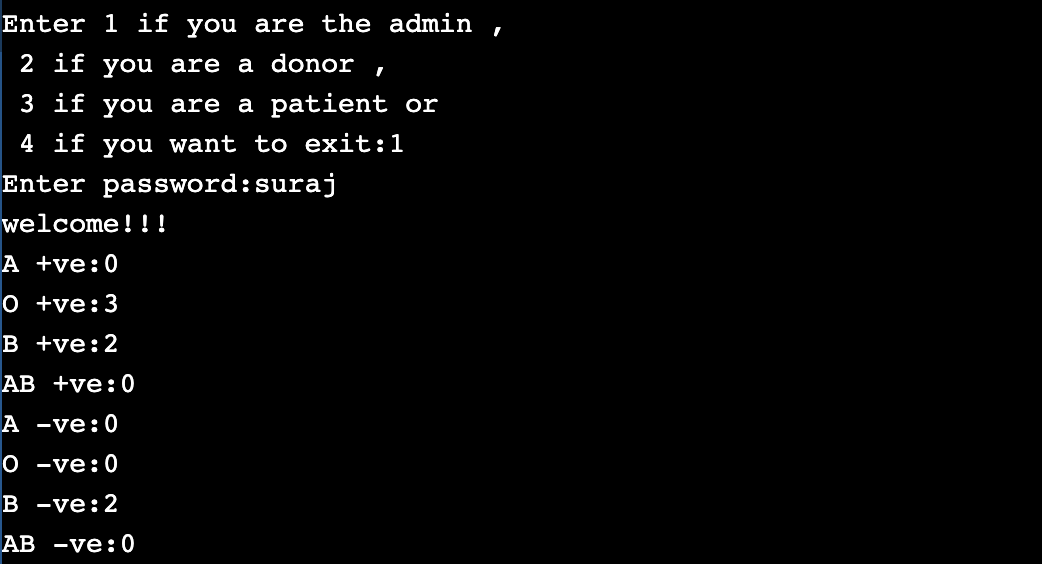 Enter 1 if you are the admin ,
2 if you are a donor ,
3 if you are a patient or
4 if you want to exit:1
Enter password:suraj
welcome!!!
A +ve:0
O +ve:3
B +ve:2
AB +ve:0
A -ve:0
O -ve:0
B -ve:2
AB -ve:0